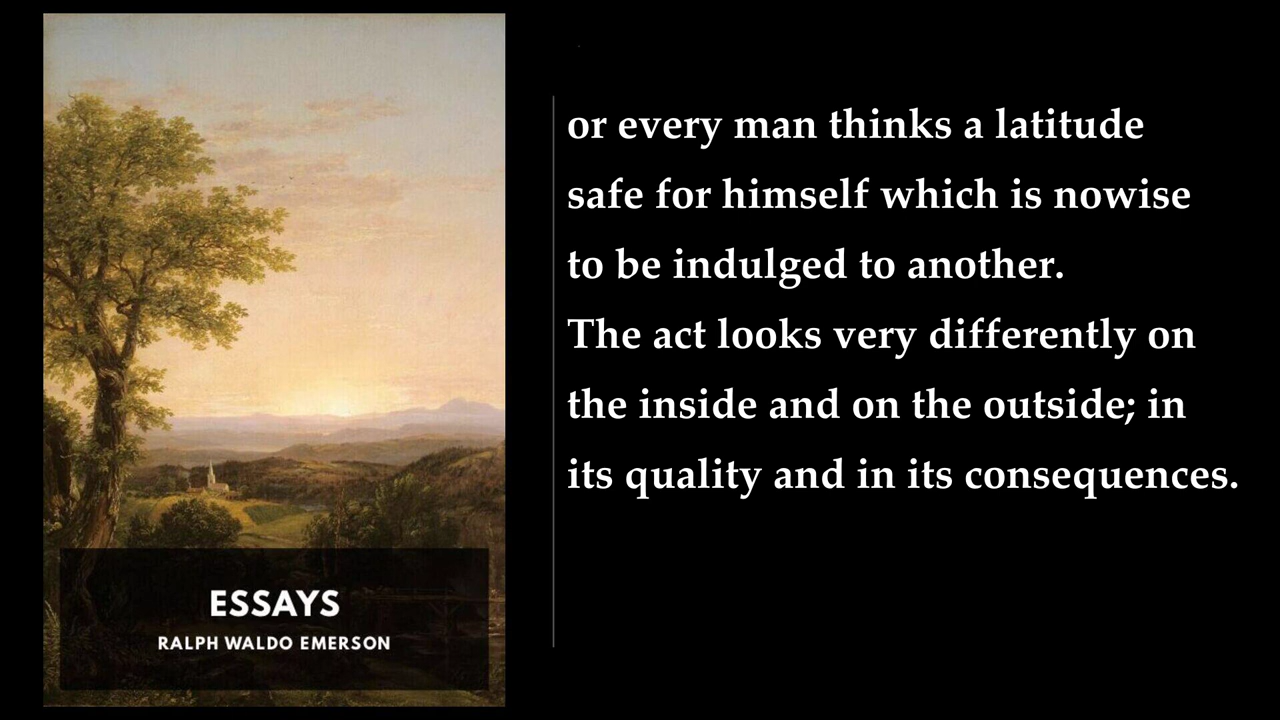 ESSAYS
RALPH WALDO EMERSON
or every man thinks a latitude
safe for himself which is nowise
to be indulged to another.
The act looks very differently on
the inside and on the outside; in
its quality and in its consequences.